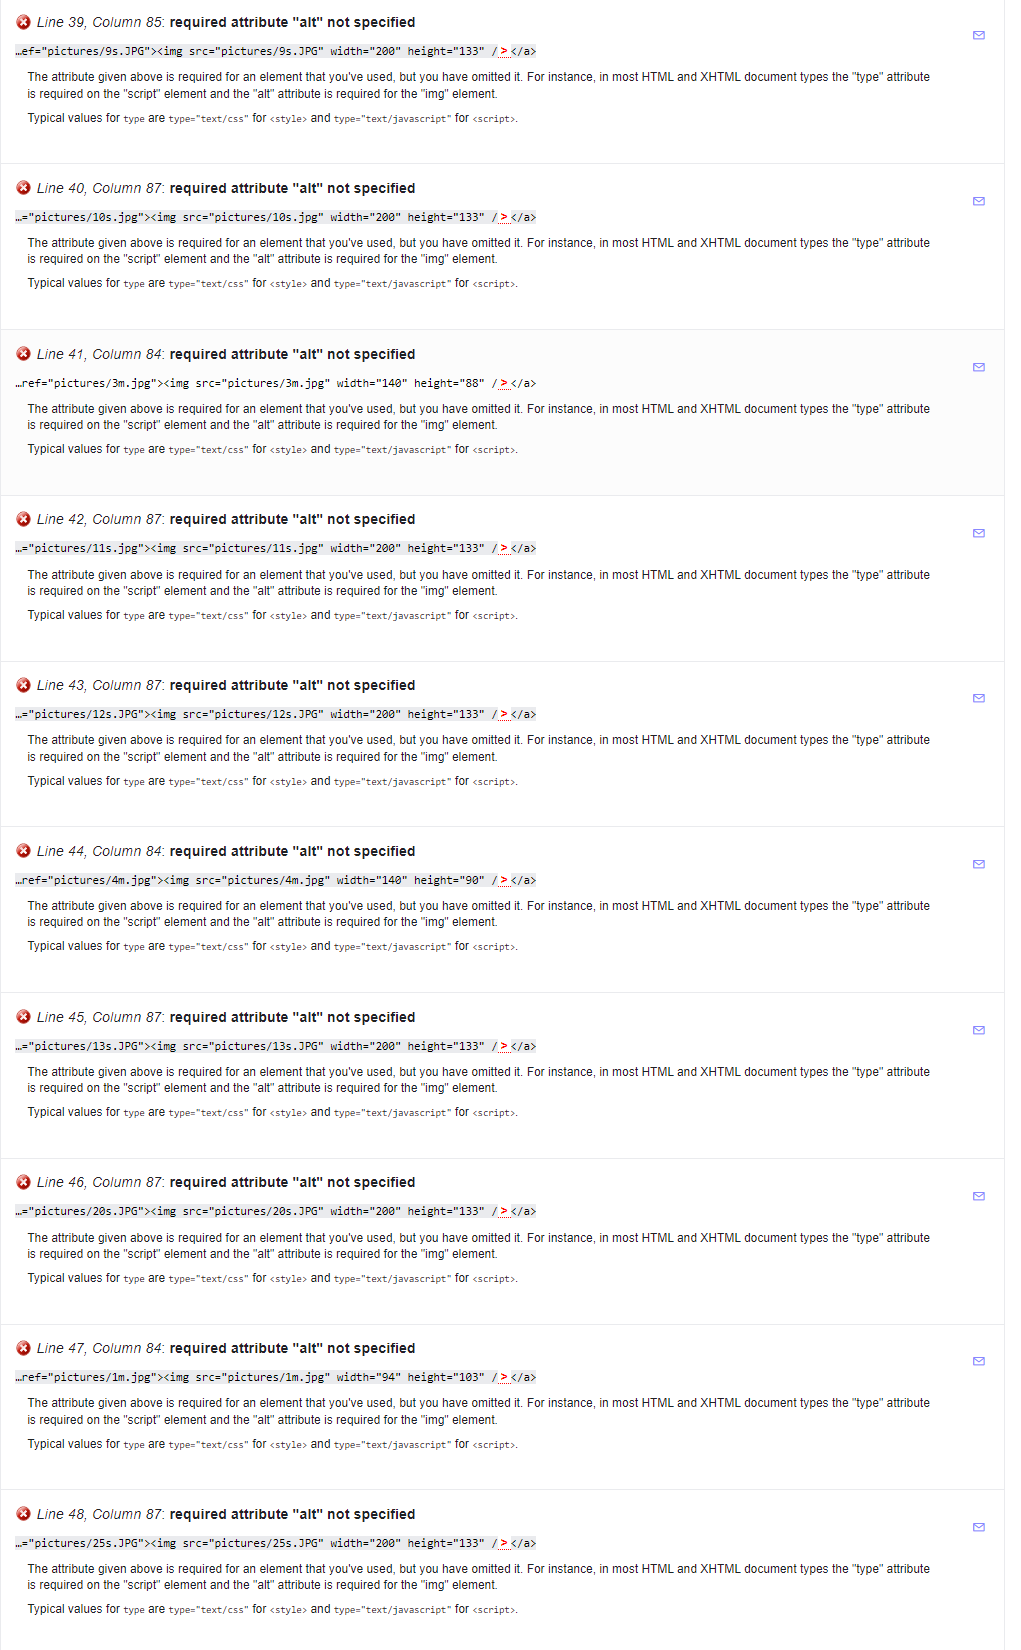 Line 39, Column 85: required attribute "alt" not specified
…ef="pictures/9s.JPG"><img src="pictures/9s.JPG" width="200" height="133" /></a>
The attribute given above is required for an element that you've used, but you have omitted it. For instance, in most HTML and XHTML document types the "type" attribute
is required on the "script" element and the "alt" attribute is required for the "img" element.
Typical values for type are type="text/css" for <style> and type="text/javascript" for <script>.
Line 40, Column 87: required attribute "alt" not specified
…="pictures/10s.jpg"><img src="pictures/10s.jpg" width="200" height="133" /></a>
The attribute given above is required for an element that you've used, but you have omitted it. For instance, in most HTML and XHTML document types the "type" attribute
is required on the "script" element and the "alt" attribute is required for the "img" element.
Typical values for type are type="text/css" for <style> and type="text/javascript" for <script>.
Line 41, Column 84: required attribute "alt" not specified
…ref="pictures/3m.jpg"><img src="pictures/3m.jpg" width="140" height="88" /></a>
The attribute given above is required for an element that you've used, but you have omitted it. For instance, in most HTML and XHTML document types the "type" attribute
is required on the "script" element and the "alt" attribute is required for the "img" element.
Typical values for type are type="text/css" for <style> and type="text/javascript" for <script>.
Line 42, Column 87: required attribute "alt" not specified
…="pictures/11s.jpg"><img src="pictures/11s.jpg" width="200" height="133" /></a>
The attribute given above is required for an element that you've used, but you have omitted it. For instance, in most HTML and XHTML document types the "type" attribute
is required on the "script" element and the "alt" attribute is required for the "img" element.
Typical values for type are type="text/css" for <style> and type="text/javascript" for <script>.
Line 43, Column 87: required attribute "alt" not specified
…="pictures/12s.JPG"><img src="pictures/12s.JPG" width="200" height="133" /></a>
The attribute given above is required for an element that you've used, but you have omitted it. For instance, in most HTML and XHTML document types the "type" attribute
is required on the "script" element and the "alt" attribute is required for the "img" element.
Typical values for type are type="text/css" for <style> and type="text/javascript" for <script>.
Line 44, Column 84: required attribute "alt" not specified
…ref="pictures/4m.jpg"><img src="pictures/4m.jpg" width="140" height="90" /></a>
The attribute given above is required for an element that you've used, but you have omitted it. For instance, in most HTML and XHTML document types the "type" attribute
is required on the "script" element and the "alt" attribute is required for the "img" element.
Typical values for type are type="text/css" for <style> and type="text/javascript" for <script>.
Line 45, Column 87: required attribute "alt" not specified
…="pictures/13s.JPG"><img src="pictures/13s.JPG" width="200" height="133" /></a>
The attribute given above is required for an element that you've used, but you have omitted it. For instance, in most HTML and XHTML document types the "type" attribute
is required on the "script" element and the "alt" attribute is required for the "img" element.
Typical values for type are type="text/css" for <style> and type="text/javascript" for <script>.
Line 46, Column 87: required attribute "alt" not specified
…="pictures/20s.JPG"><img src="pictures/20s.JPG" width="200" height="133" /></a>
The attribute given above is required for an element that you've used, but you have omitted it. For instance, in most HTML and XHTML document types the "type" attribute
is required on the "script" element and the "alt" attribute is required for the "img" element.
Typical values for type are type="text/css" for <style> and type="text/javascript" for <script>.
Line 47, Column 84: required attribute "alt" not specified
…ref="pictures/1m.jpg"><img src="pictures/1m.jpg" width="94" height="103" /></a>
The attribute given above is required for an element that you've used, but you have omitted it. For instance, in most HTML and XHTML document types the "type" attribute
is required on the "script" element and the "alt" attribute is required for the "img" element.
Typical values for type are type="text/css" for <style> and type="text/javascript" for <script>.
Line 48, Column 87: required attribute "alt" not specified
…="pictures/25s.JPG"><img src="pictures/25s.JPG" width="200" height="133" /></a>
The attribute given above is required for an element that you've used, but you have omitted it. For instance, in most HTML and XHTML document types the "type" attribute
is required on the "script" element and the "alt" attribute is required for the "img" element.
Typical values for type are type="text/css" for <style> and type="text/javascript" for <script>.